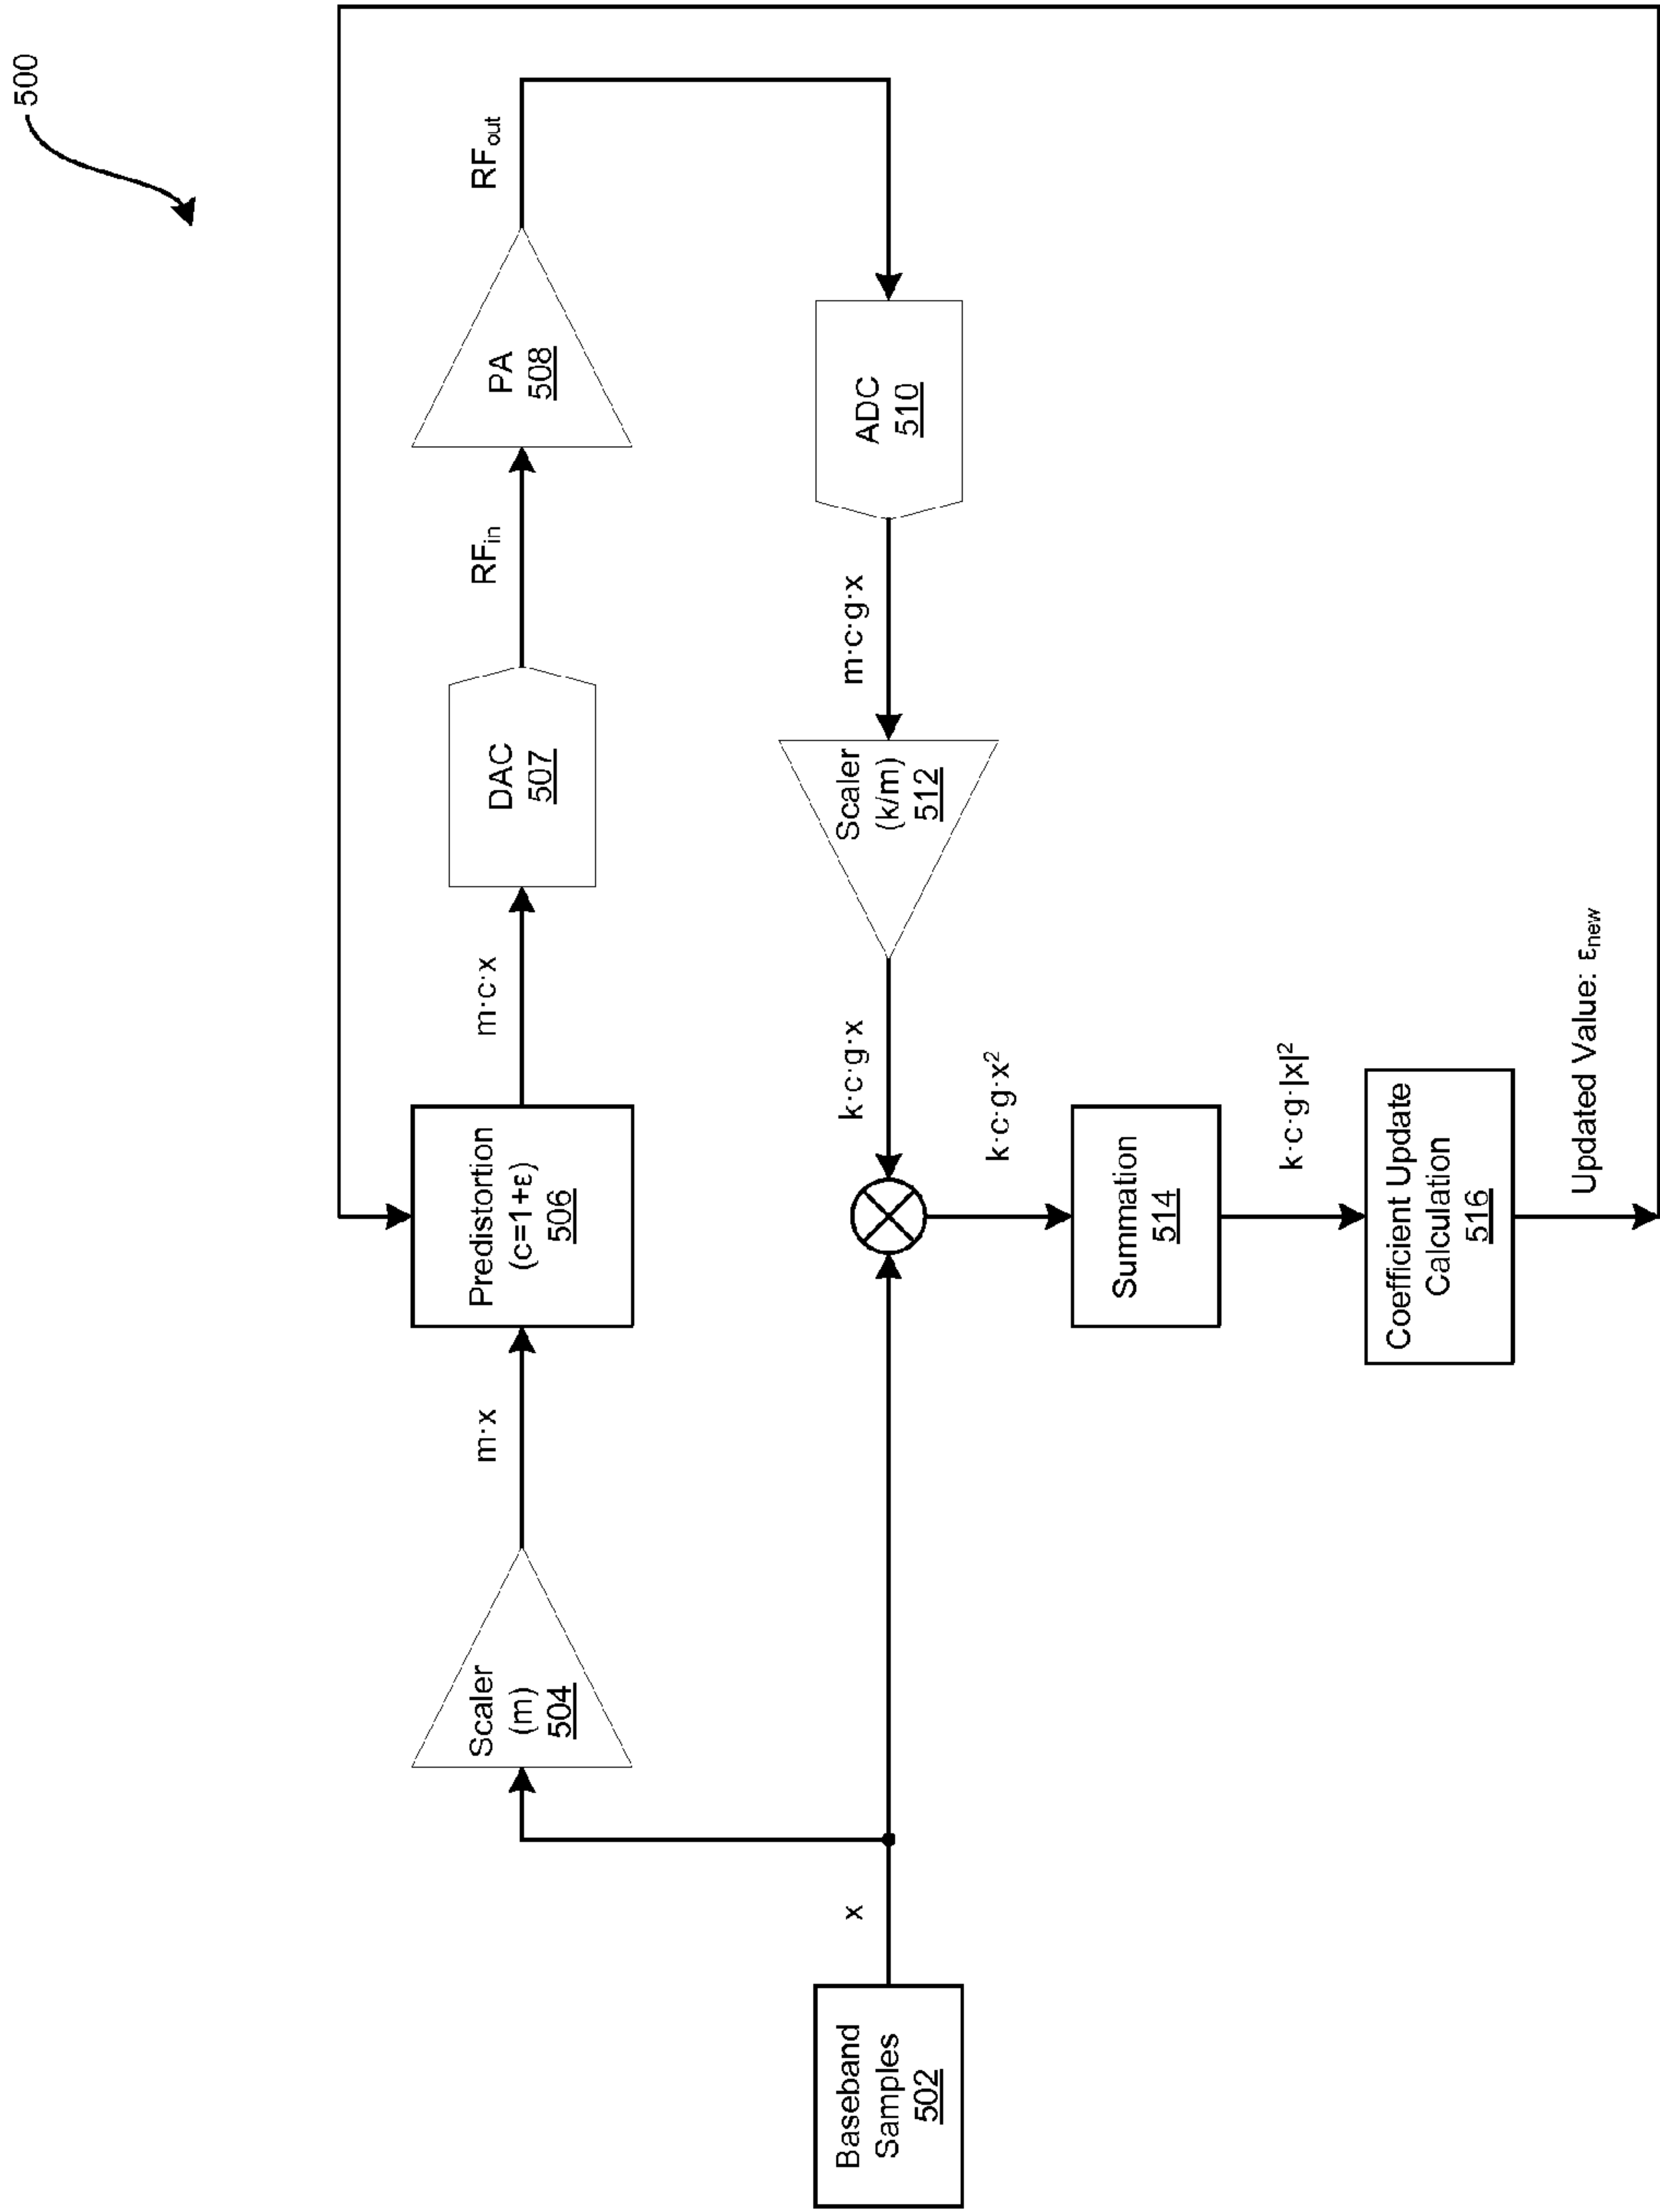 500
Baseband
Samples
502
x
Scaler
(m)
504
m·x
Predistortion
(c=1+ε)
506
m·c·x
DAC
507
RFin
PA
508
RFout
ADC
510
m·c·g·x
Scaler
(k/m)
512
k·c·g·x
k·c·g·x²
Summation
514
k·c·g·|x|²
Coefficient Update
Calculation
516
Updated Value: εnew